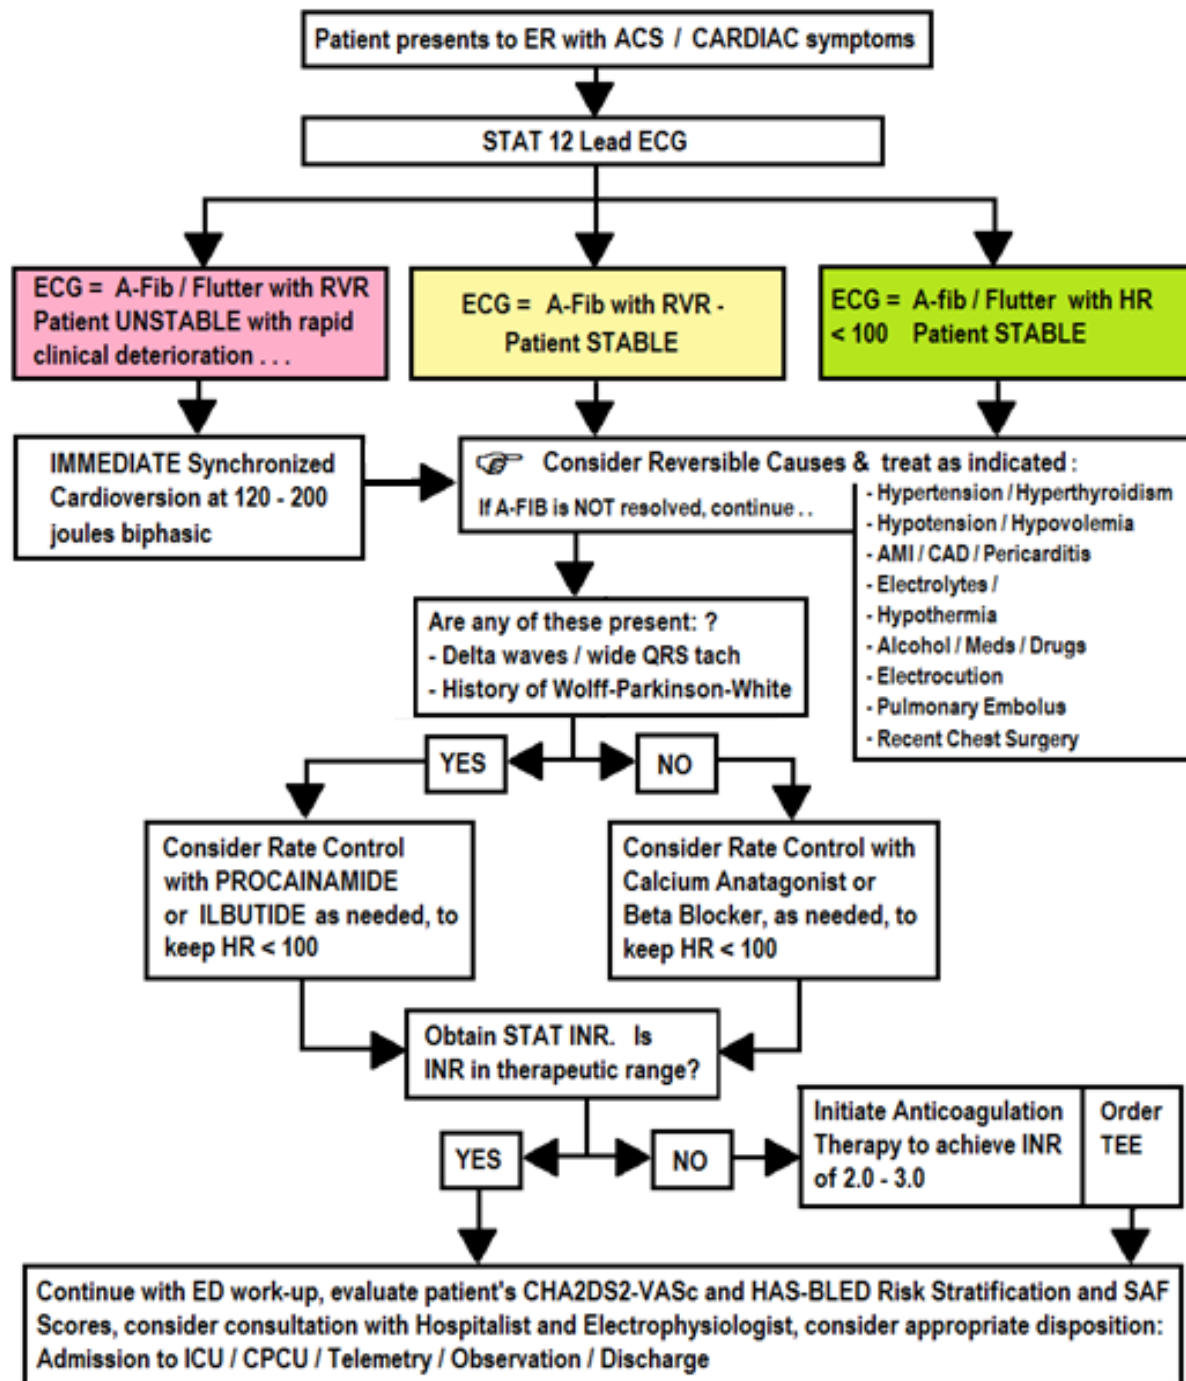 Patient presents to ER with ACS / CARDIAC symptoms
STAT 12 Lead ECG
ECG = A-Fib / Flutter with RVR
Patient UNSTABLE with rapid
clinical deterioration . . .
ECG = A-Fib with RVR -
Patient STABLE
ECG = A-fib / Flutter with HR
< 100 Patient STABLE
IMMEDIATE Synchronized
Cardioversion at 120 - 200
joules biphasic
Consider Reversible Causes & treat as indicated :
If A-FIB is NOT resolved, continue . .
- Hypertension / Hyperthyroidism
- Hypotension / Hypovolemia
- AMI / CAD / Pericarditis
- Electrolytes /
- Hypothermia
- Alcohol / Meds / Drugs
- Electrocution
- Pulmonary Embolus
- Recent Chest Surgery
Are any of these present: ?
- Delta waves / wide QRS tach
- History of Wolff-Parkinson-White
YES
NO
Consider Rate Control
with PROCAINAMIDE
or ILBUTIDE as needed, to
keep HR < 100
Consider Rate Control with
Calcium Anatagonist or
Beta Blocker, as needed, to
keep HR < 100
Obtain STAT INR. Is
INR in therapeutic range?
YES
NO
Initiate Anticoagulation
Therapy to achieve INR
of 2.0 - 3.0
Order
TEE
Continue with ED work-up, evaluate patient's CHA2DS2-VASc and HAS-BLED Risk Stratification and SAF
Scores, consider consultation with Hospitalist and Electrophysiologist, consider appropriate disposition:
Admission to ICU / CPCU / Telemetry / Observation / Discharge